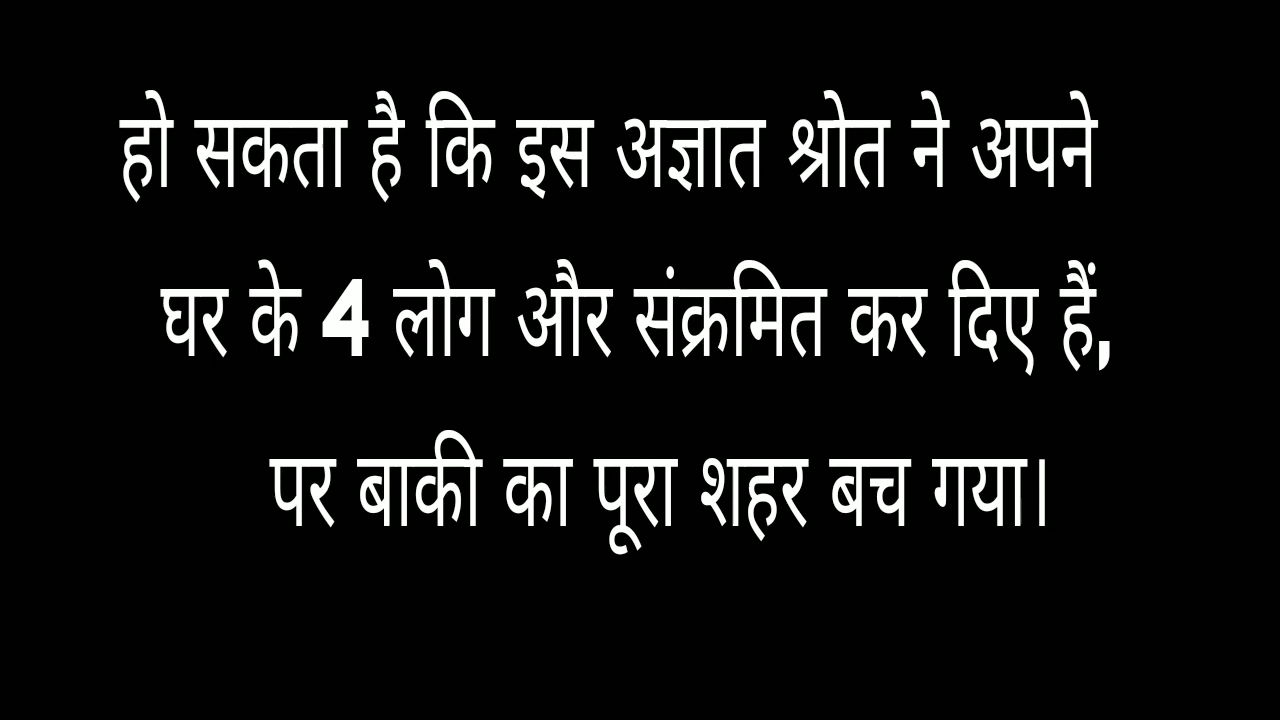 हो सकता है कि इस अज्ञात श्रोत ने अपने
घर के 4 लोग और संक्रमित कर दिए हैं,
पर बाकी का पूरा शहर बच गया।